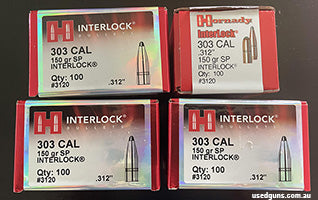 INTERLOCK
BULLETS
303 CAL
150 gr SP
INTERLOCK®
Qty: 100
#3120
.312"
Hornady
InterLock
303 CAL
.312"
150 gr SP
INTERLOCK®
Qty: 100
#3120
INTERLOCK
BULLETS
303 CAL
150 gr SP
INTERLOCK®
Qty: 100
#3120
.312"
INTERLOCK
BULLETS
303 CAL
150 gr SP
INTERLOCK®
Qty: 100
#3120
.312"
usedguns.com.au